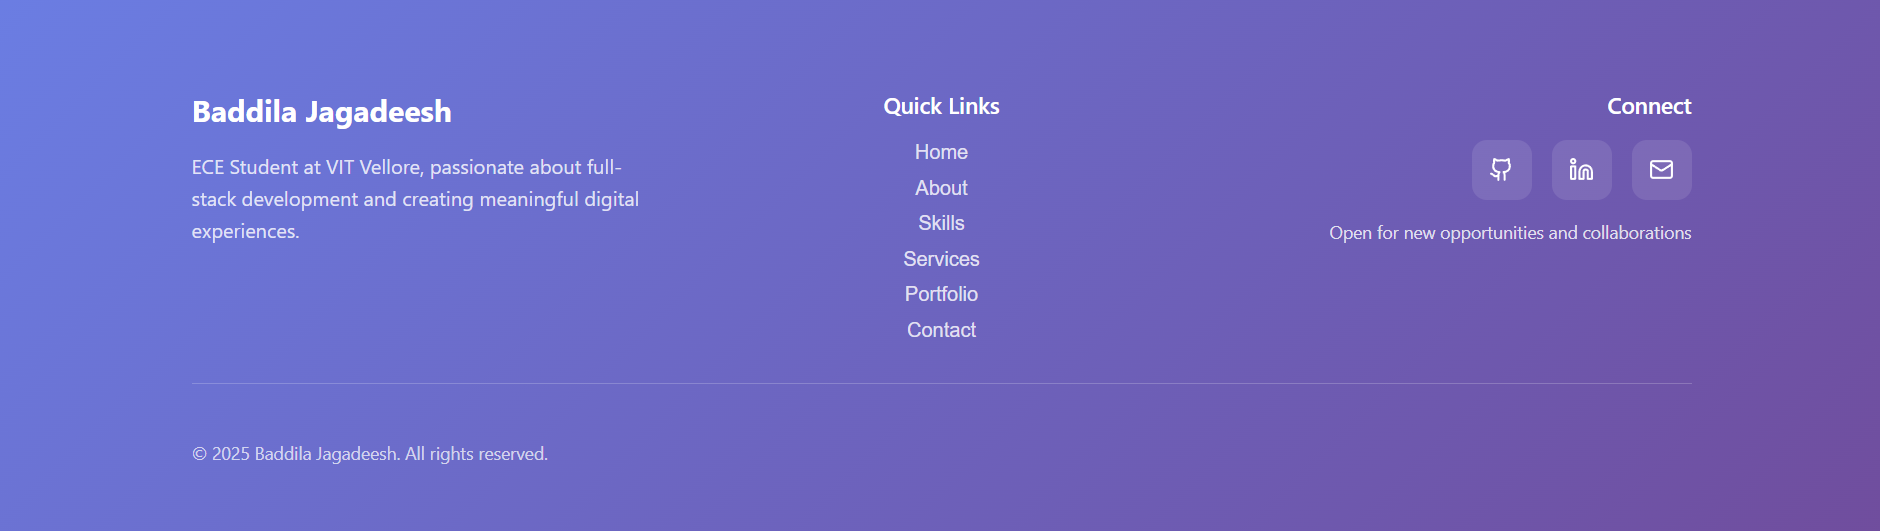 Baddila Jagadeesh
ECE Student at VIT Vellore, passionate about full-
stack development and creating meaningful digital
experiences.
Quick Links
Home
About
Skills
Services
Portfolio
Contact
Connect
Open for new opportunities and collaborations
© 2025 Baddila Jagadeesh. All rights reserved.